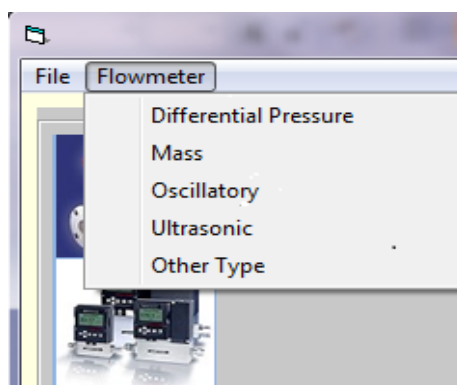 File Flowmeter
Differential Pressure
Mass
Oscillatory
Ultrasonic
Other Type